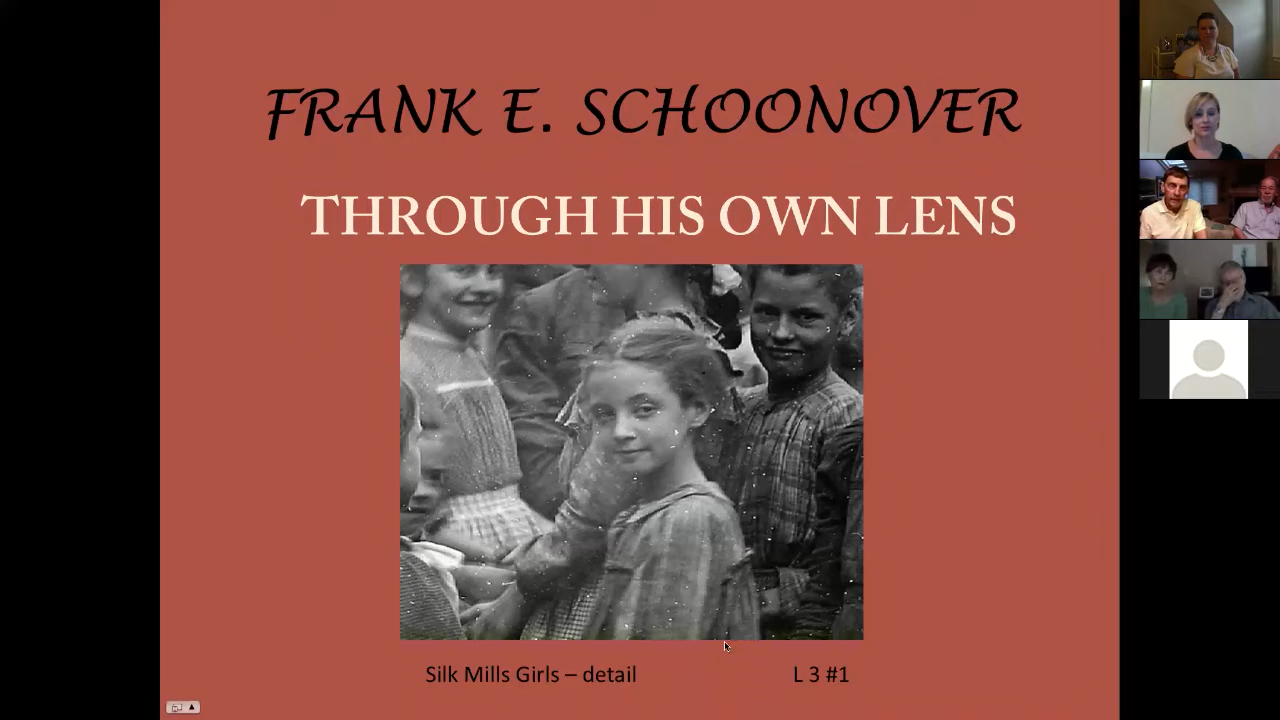 FRANK E. SCHOONOVER
THROUGH HIS OWN LENS
Silk Mills Girls – detail L 3 #1